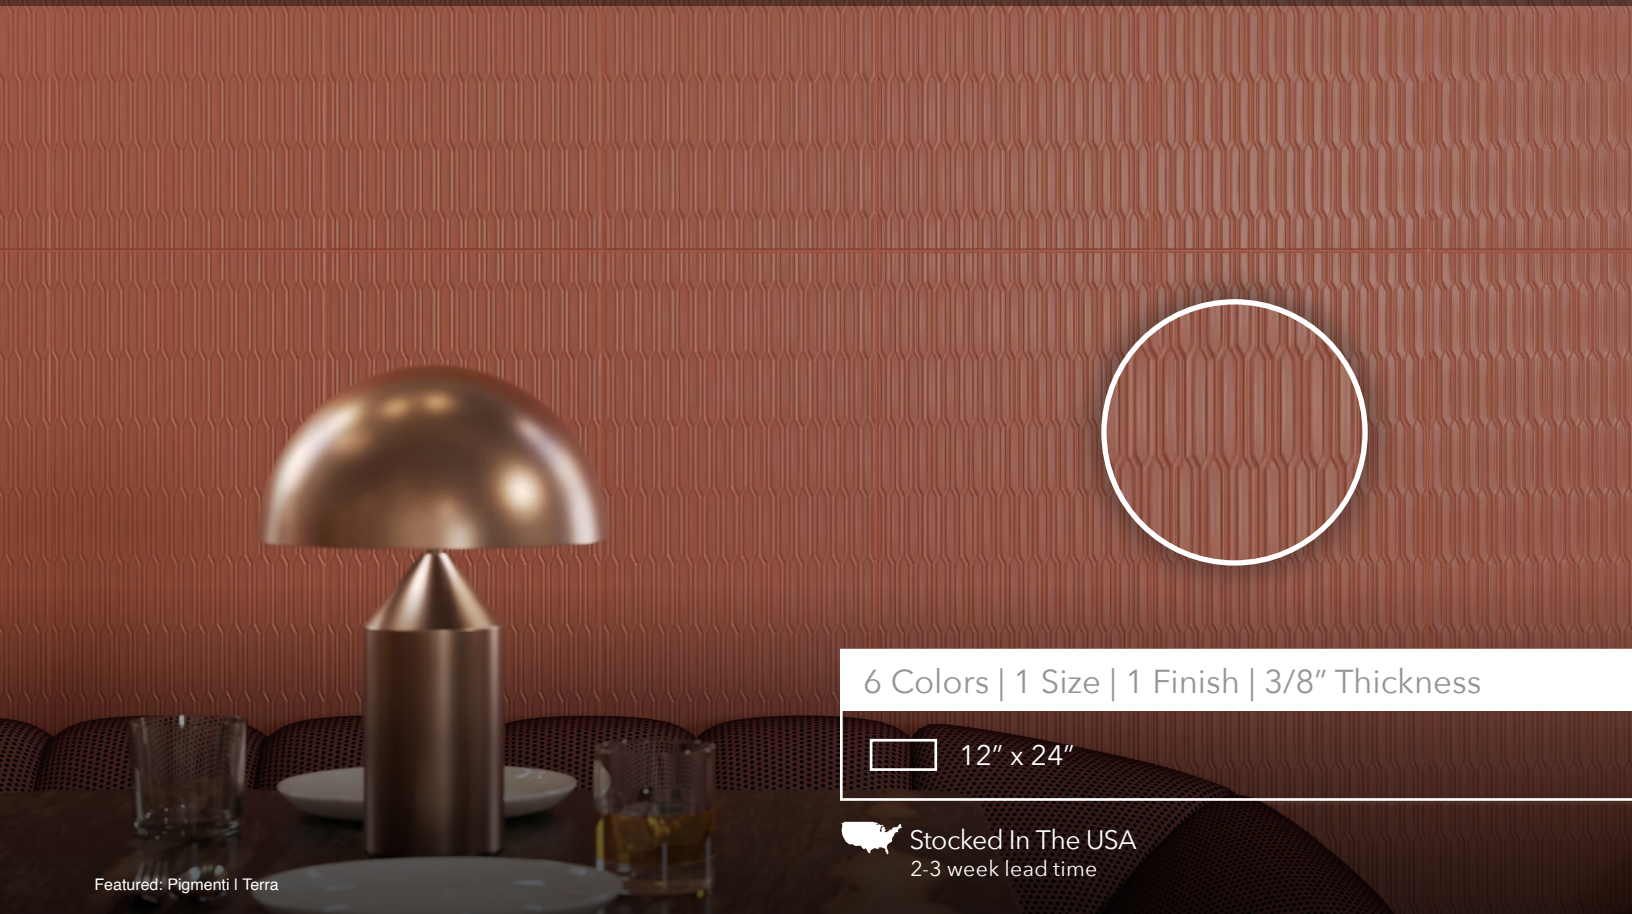 6 Colors | 1 Size | 1 Finish | 3/8” Thickness
12” x 24”
Stocked In The USA
2-3 week lead time
Featured: Pigmenti | Terra